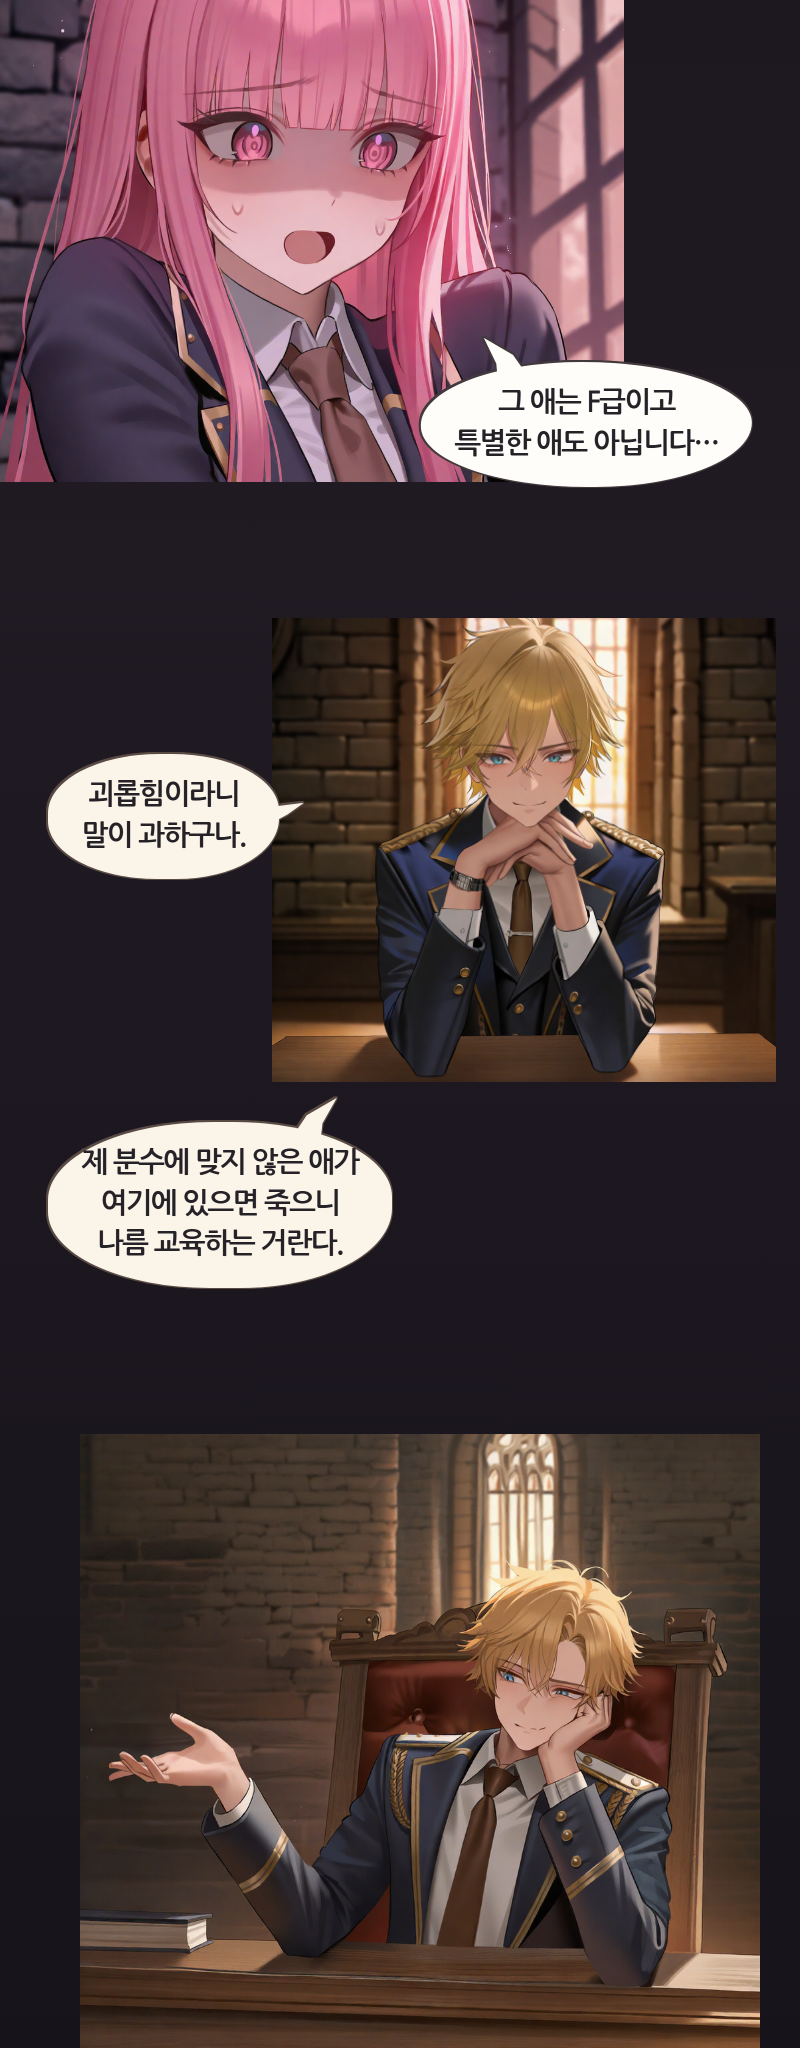 그 애는 F급이고
특별한 애도 아닙니다…
괴롭힘이라니
말이 과하구나.
제 분수에 맞지 않은 애가
여기에 있으면 죽으니
나름 교육하는 거란다.